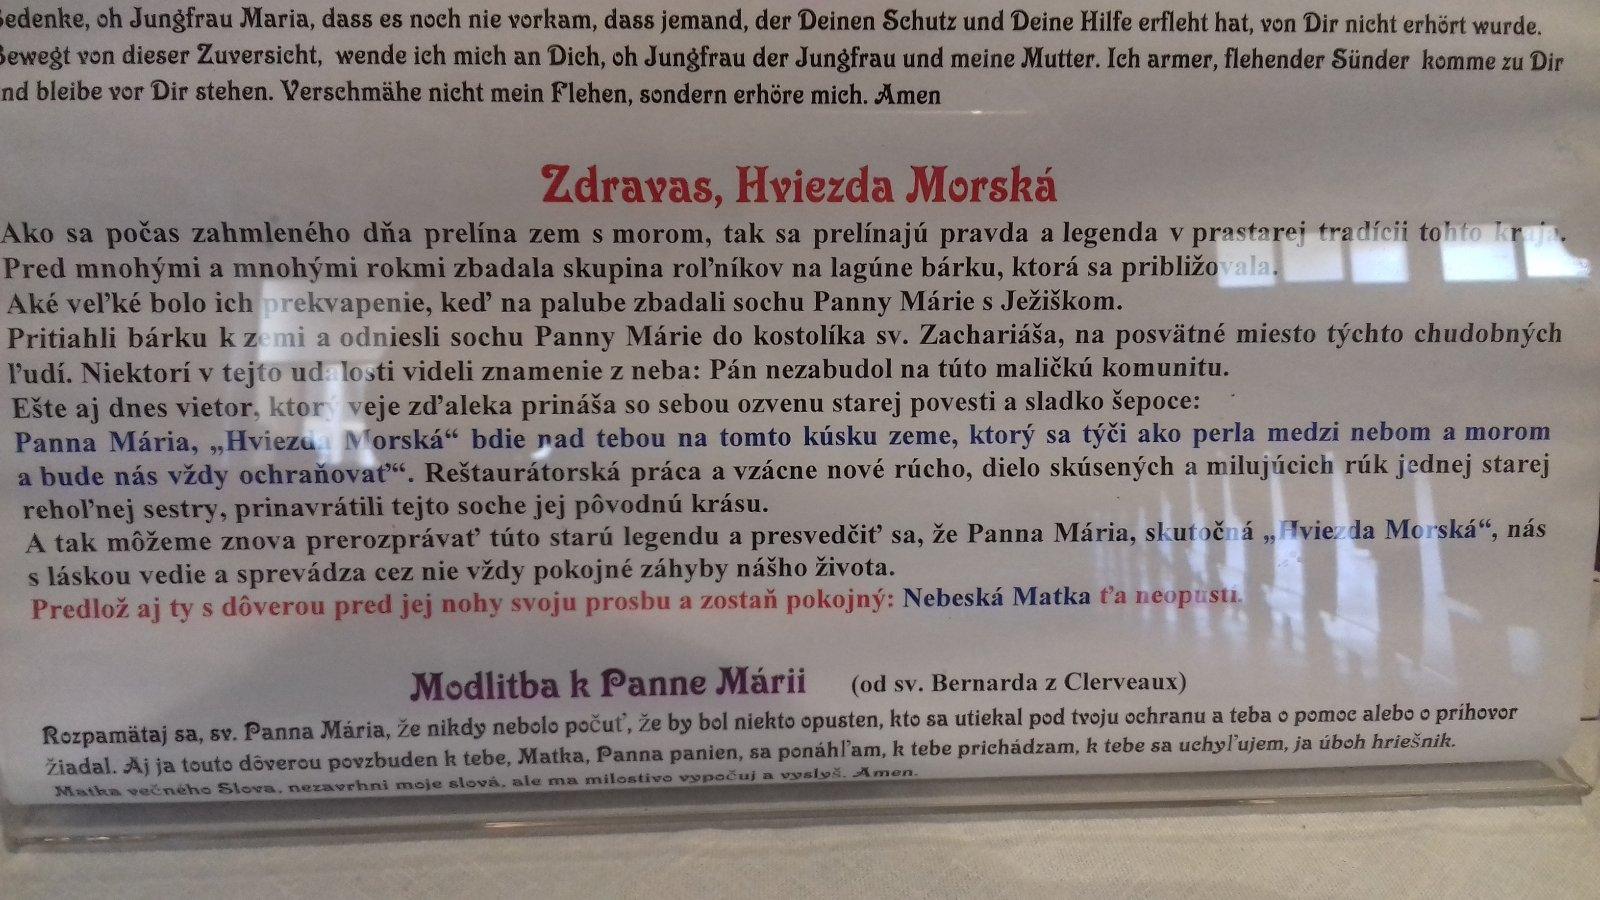 Gedenke, oh Jungfrau Maria, dass es noch nie vorkam, dass jemand, der Deinen Schutz und Deine Hilfe erfleht hat, von Dir nicht erhört wurde.
Bewegt von dieser Zuversicht, wende ich mich an Dich, oh Jungfrau der Jungfrau und meine Mutter. Ich armer, flehender Sünder komme zu Dir
und bleibe vor Dir stehen. Verschmähe nicht mein Flehen, sondern erhöre mich. Amen
Zdravas, Hviezda Morská
Ako sa počas zahmleného dňa prelína zem s morom, tak sa prelínajú pravda a legenda v prastarej tradícii tohto kraja.
Pred mnohými a mnohými rokmi zbadala skupina roľníkov na lagúne bárku, ktorá sa približovala.
Aké veľké bolo ich prekvapenie, keď na palube zbadali sochu Panny Márie s Ježiškom.
Pritiahli bárku k zemi a odniesli sochu Panny Márie do kostolíka sv. Zachariáša, na posvätné miesto týchto chudobných
ľudí. Niektorí v tejto udalosti videli znamenie z neba: Pán nezabudol na túto maličkú komunitu.
Ešte aj dnes vietor, ktorý veje zďaleka prináša so sebou ozvenu starej povesti a sladko šepoce:
Panna Mária, „Hviezda Morská“ bdie nad tebou na tomto kúsku zeme, ktorý sa týči ako perla medzi nebom a morom
a bude nás vždy ochraňovať“. Reštaurátorská práca a vzácne nové rúcho, dielo skúsených a milujúcich rúk jednej starej
rehoľnej sestry, prinavrátili tejto soche jej pôvodnú krásu.
A tak môžeme znova prerozprávať túto starú legendu a presvedčiť sa, že Panna Mária, skutočná „Hviezda Morská“, nás
s láskou vedie a sprevádza cez nie vždy pokojné záhyby nášho života.
Predlož aj ty s dôverou pred jej nohy svoju prosbu a zostaň pokojný: Nebeská Matka ťa neopustí.
Modlitba k Panne Márii (od sv. Bernarda z Clerveaux)
Rozpamätaj sa, sv. Panna Mária, že nikdy nebolo počuť, že by bol niekto opusten, kto sa utiekal pod tvoju ochranu a teba o pomoc alebo o príhovor
žiadal. Aj ja touto dôverou povzbuden k tebe, Matka, Panna panien, sa ponáhľam, k tebe prichádzam, k tebe sa uchyľujem, ja úboh hriešnik.
Matka večného Slova, nezavrhni moje slová, ale ma milostivo vypočuj a vyslyš. Amen.